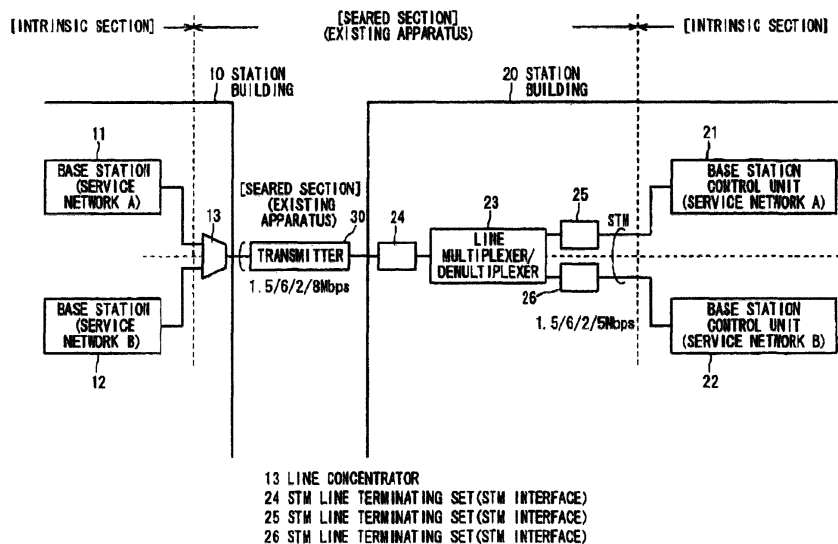 [SEARED SECTION]
[INTRINSIC SECTION]
(EXISTING APPARATUS)
[INTRINSIC SECTION]
10 STATION
BUILDING
20 STATION
BUILDING
11
BASE STATION
(SERVICE
NETWORK A)
13
[SEARED SECTION]
(EXISTING
APPARATUS)
30
TRANSMITTER
1.5/6/2/8Mbps
24
23
LINE
MULTIPLEXER/
DENULTIPLEXER
25
STM
26
1.5/6/2/5Mbps
21
BASE STATION
CONTROL UNIT
(SERVICE NETWORK A)
BASE STATION
(SERVICE
NETWORK B)
12
BASE STATION
CONTROL UNIT
(SERVICE NETWORK B)
22
13 LINE CONCENTRATOR
24 STM LINE TERMINATING SET(STM INTERFACE)
25 STM LINE TERMINATING SET(STM INTERFACE)
26 STM LINE TERMINATING SET(STM INTERFACE)